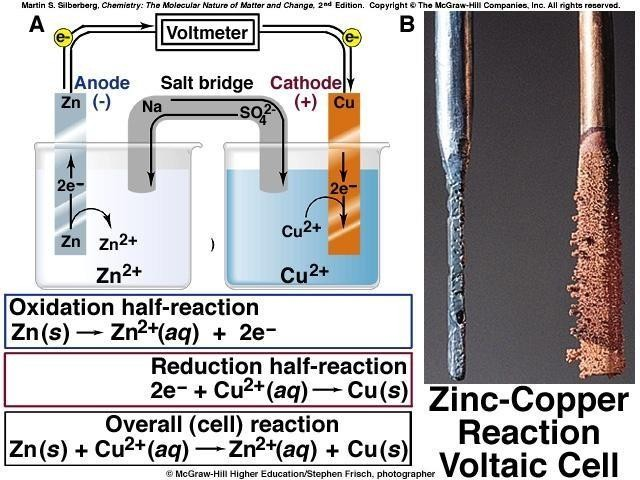 Martin S. Silberberg, Chemistry: The Molecular Nature of Matter and Change, 2nd Edition. Copyright © The McGraw-Hill Companies, Inc. All rights reserved.
A
B
Voltmeter
e-
e-
Anode
(-)
Salt bridge
Cathode
(+)
Zn
Na
SO4 2-
Cu
2e–
2e–
Zn
Zn2+
)
Cu2+
Zn2+
Cu2+
Oxidation half-reaction
Zn(s) → Zn2+(aq) + 2e–
Reduction half-reaction
2e– + Cu2+(aq) → Cu(s)
Overall (cell) reaction
Zn(s) + Cu2+(aq) → Zn2+(aq) + Cu(s)
Zinc-Copper
Reaction
Voltaic Cell
© McGraw-Hill Higher Education/Stephen Frisch, photographer